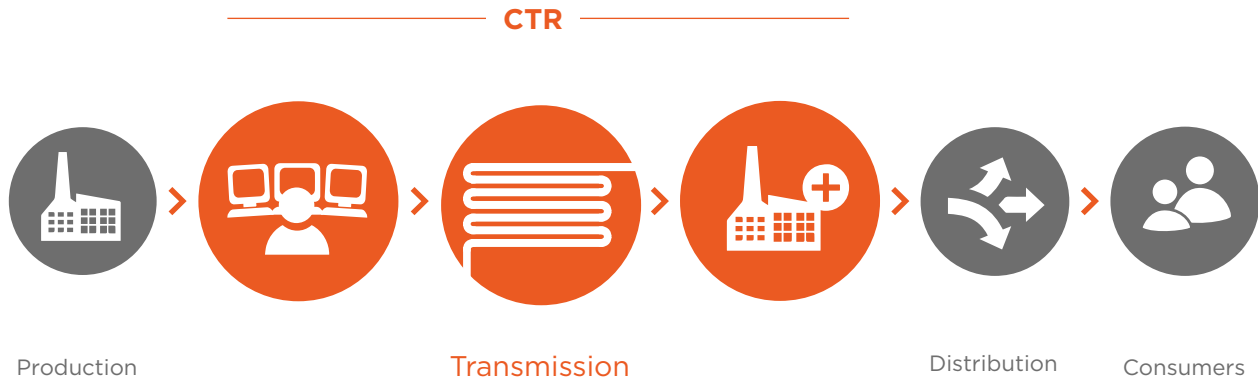 CTR
Production
Transmission
Distribution
Consumers